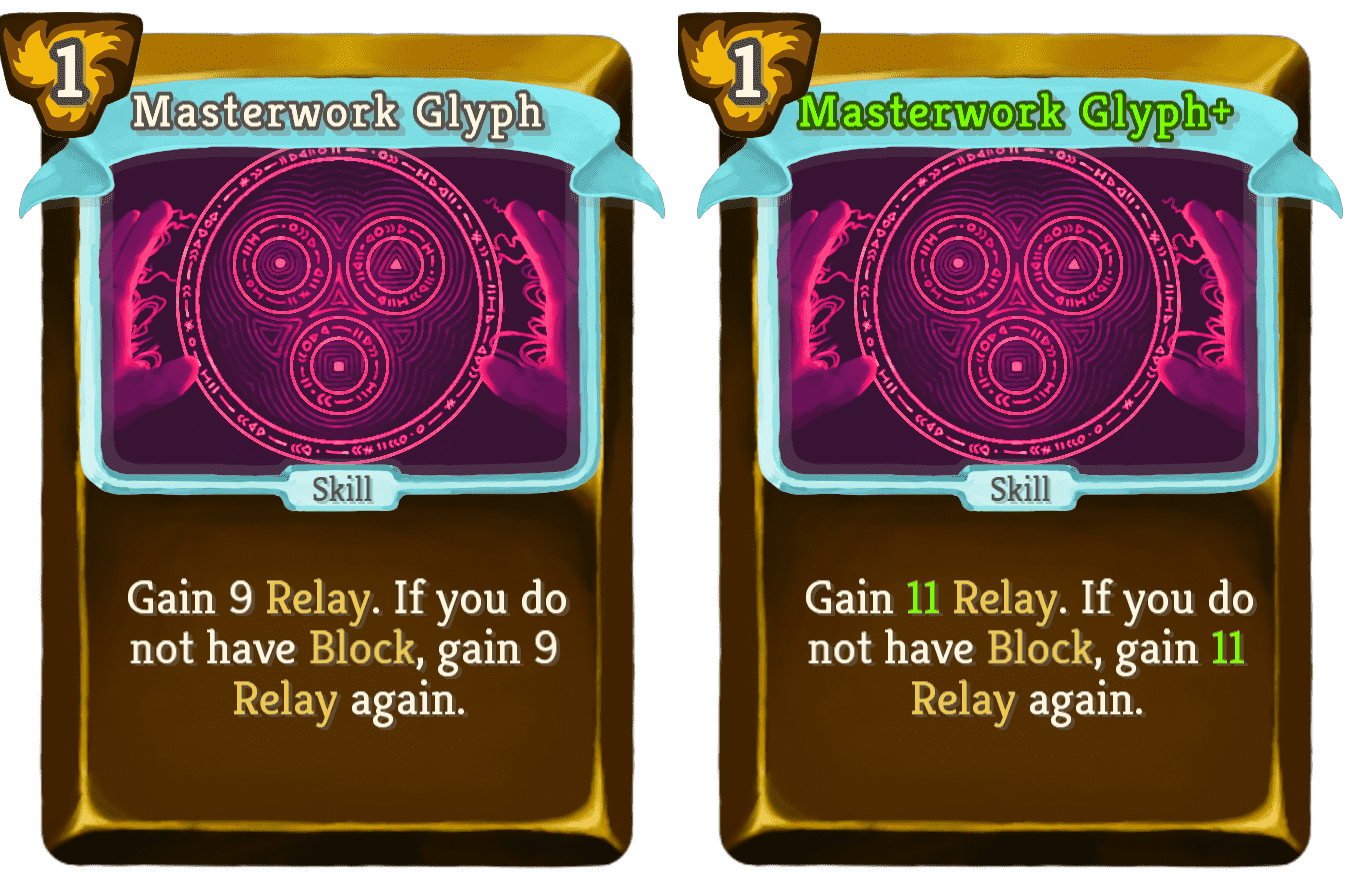 1
Masterwork Glyph
Skill
Gain 9 Relay. If you do
not have Block, gain 9
Relay again.
1
Masterwork Glyph+
Skill
Gain 11 Relay. If you do
not have Block, gain 11
Relay again.